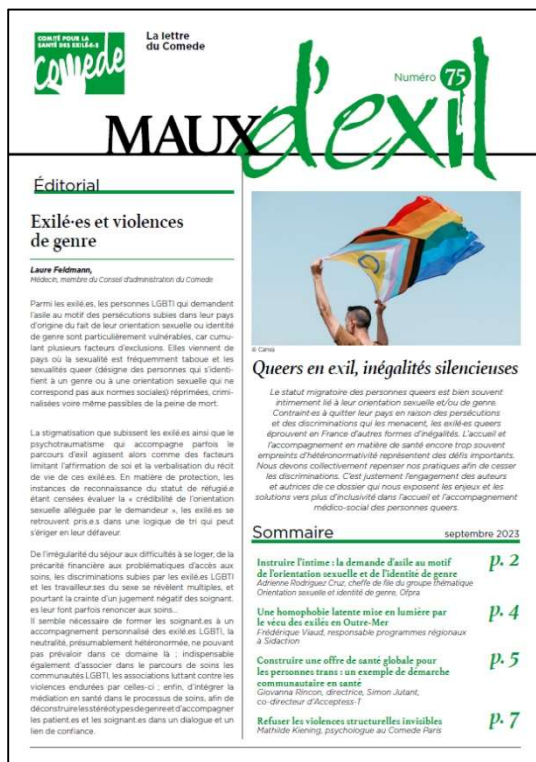 COMITÉ POUR LA
SANTÉ DES EXILÉ·E·S
comede
La lettre
du Comede
Numéro 75
MAUX d'exil
Éditorial
Exilé·es et violences
de genre
Laure Feldmann,
Médecin, membre du Conseil d'administration du Comede
Parmi les exilé.es, les personnes LGBTI qui demandent
l'asile au motif des persécutions subies dans leur pays
d'origine du fait de leur orientation sexuelle ou identité
de genre sont particulièrement vulnérables, car cumu-
lant plusieurs facteurs d'exclusions. Elles viennent de
pays où la sexualité est fréquemment taboue et les
sexualités queer (désigne des personnes qui s'identi-
fient à un genre ou à une orientation sexuelle qui ne
correspond pas aux normes sociales) réprimées, crimi-
nalisées voire même passibles de la peine de mort.
La stigmatisation que subissent les exilé.es ainsi que le
psychotraumatisme qui accompagne parfois le
parcours d'exil agissent alors comme des facteurs
limitant l'affirmation de soi et la verbalisation du récit
de vie de ces exilé.es. En matière de protection, les
instances de reconnaissance du statut de réfugié.e
étant censées évaluer la « crédibilité de l'orientation
sexuelle alléguée par le demandeur », les exilé.es se
retrouvent pris.e.s dans une logique de tri qui peut
s'ériger en leur défaveur.
De l'irrégularité du séjour aux difficultés à se loger, de la
précarité financière aux problématiques d'accès aux
soins, les discriminations subies par les exilé.es LGBTI
et les travailleur.ses du sexe se révèlent multiples, et
pourtant la crainte d'un jugement négatif des soignant.
es leur font parfois renoncer aux soins...
Il semble nécessaire de former les soignant.es à un
accompagnement personnalisé des exilé.es LGBTI, la
neutralité, présumablement hétéronormée, ne pouvant
pas prévaloir dans ce domaine là ; indispensable
également d'associer dans le parcours de soins les
communautés LGBTI, les associations luttant contre les
violences endurées par celles-ci ; enfin, d'intégrer la
médiation en santé dans le processus de soins, afin de
déconstruire les stéréotypes de genre et d'accompagner
les patient.es et les soignant.es dans un dialogue et un
lien de confiance.
© Canva
Queers en exil, inégalités silencieuses
Le statut migratoire des personnes queers est bien souvent
intimement lié à leur orientation sexuelle et/ou de genre.
Contraint·es à quitter leur pays en raison des persécutions
et des discriminations qui les menacent, les exilé·es queers
éprouvent en France d'autres formes d'inégalités. L'accueil et
l'accompagnement en matière de santé encore trop souvent
empreints d'hétéronormativité représentent des défis importants.
Nous devons collectivement repenser nos pratiques afin de cesser
les discriminations. C'est justement l'engagement des auteurs
et autrices de ce dossier qui nous exposent les enjeux et les
solutions vers plus d'inclusivité dans l'accueil et l'accompagnement
médico-social des personnes queers.
Sommaire septembre 2023
Instruire l'intime : la demande d'asile au motif p. 2
de l'orientation sexuelle et de l'identité de genre
Adrienne Rodriguez Cruz, cheffe de file du groupe thématique
Orientation sexuelle et identité de genre, Ofpra
Une homophobie latente mise en lumière par p. 4
le vécu des exilés en Outre-Mer
Frédérique Viaud, responsable programmes régionaux
à Sidaction
Construire une offre de santé globale pour p. 5
les personnes trans : un exemple de démarche
communautaire en santé
Giovanna Rincon, directrice, Simon Jutant,
co-directeur d'Acceptess-T
Refuser les violences structurelles invisibles p. 7
Mathilde Kiening, psychologue au Comede Paris